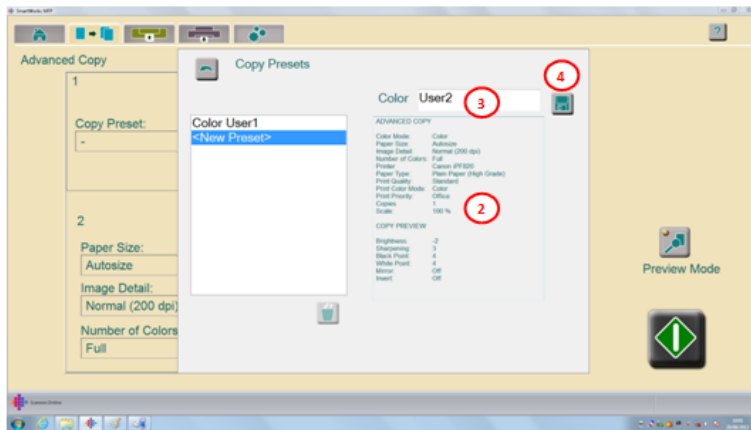 SmartWorks MFP
?
Advanced Copy
Copy Presets
1
4
Color User2
3
Copy Preset:
-
Color User1
<New Preset>
ADVANCED COPY
Color Mode: Color
Paper Size: Autosize
Image Detail: Normal (200 dpi)
Number of Colors: Full
Printer Canon iPF820
Paper Type: Plain Paper (High Grade)
Print Quality: Standard
Print Color Mode: Color
Print Priority: Office
Copies 1
Scale: 100 %
2
COPY PREVIEW
Brightness: -2
Sharpening: 3
Black Point: 4
White Point: 4
Mirror: Off
Invert: Off
2
Paper Size:
Autosize
Image Detail:
Normal (200 dpi)
Number of Colors
Full
Preview Mode
Scanner Online